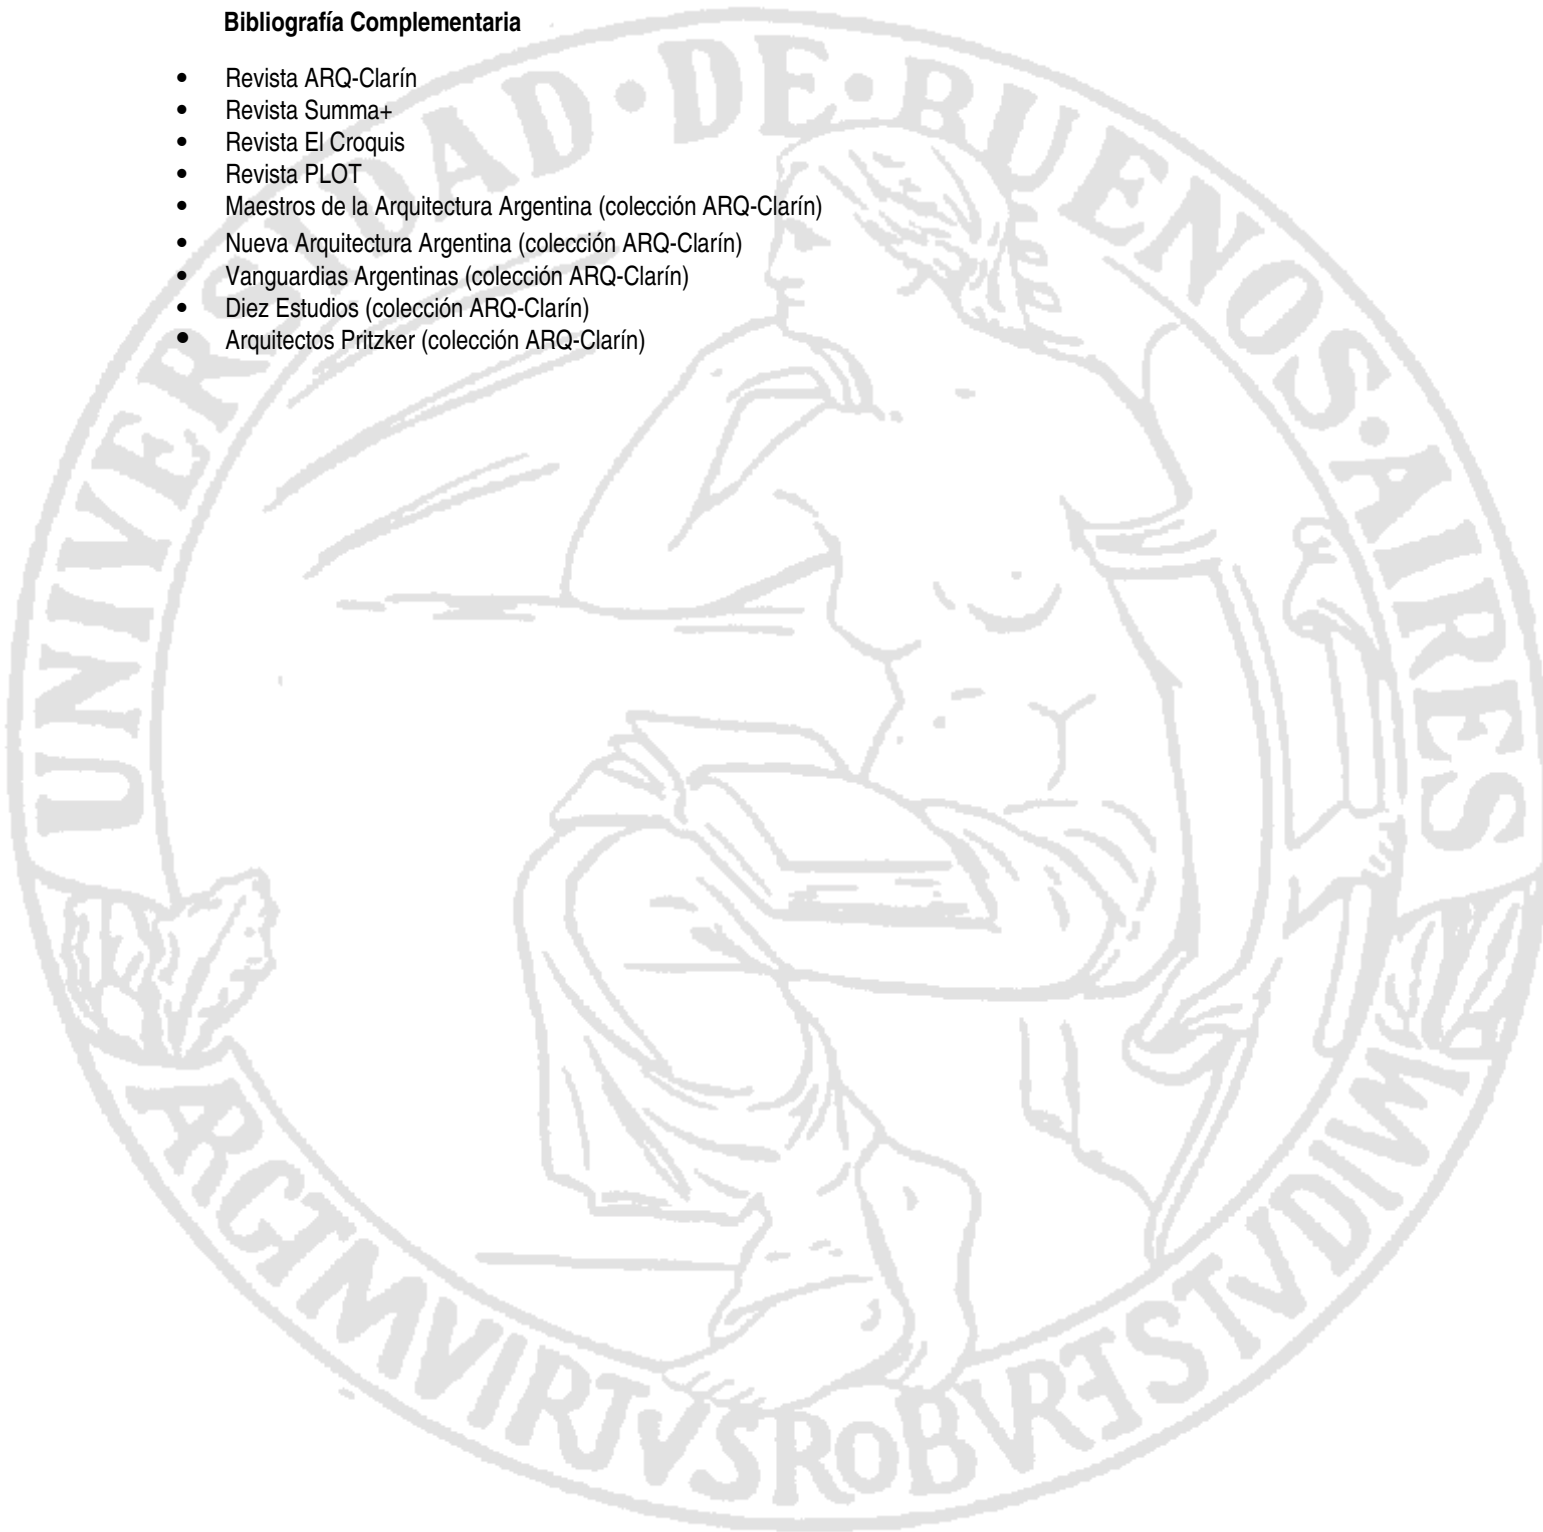 Bibliografía Complementaria
• Revista ARQ-Clarín
• Revista Summa+
• Revista El Croquis
• Revista PLOT
• Maestros de la Arquitectura Argentina (colección ARQ-Clarín)
• Nueva Arquitectura Argentina (colección ARQ-Clarín)
• Vanguardias Argentinas (colección ARQ-Clarín)
• Diez Estudios (colección ARQ-Clarín)
• Arquitectos Pritzker (colección ARQ-Clarín)
UNIVERSIDAD·DE·BUENOS·AIRES
ARGTMVIRTVSROBVRETSTVDIVM